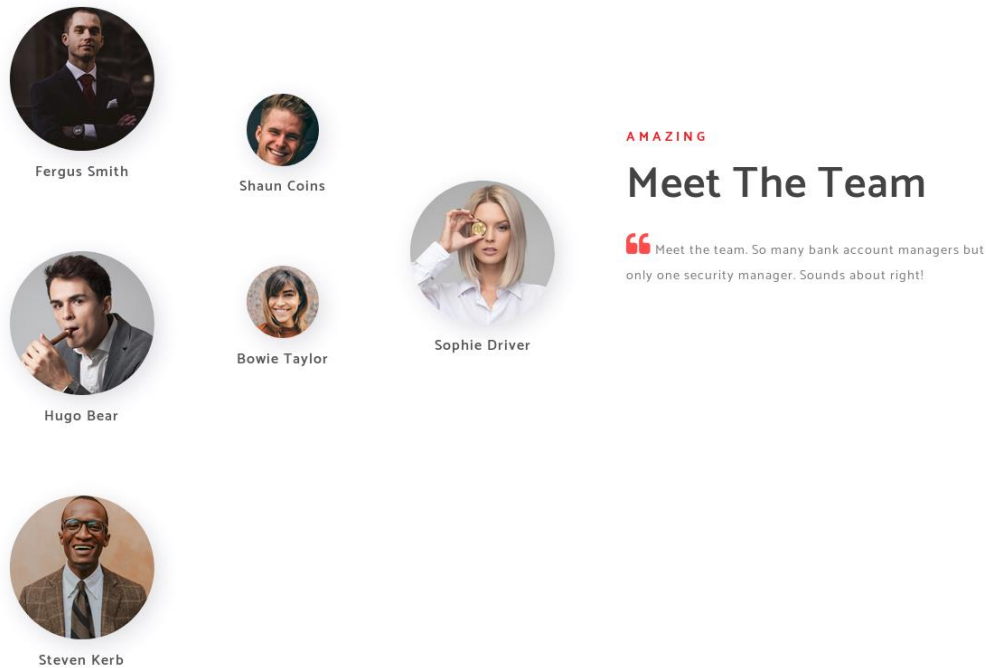 Fergus Smith
Shaun Coins
Sophie Driver
Hugo Bear
Bowie Taylor
Steven Kerb
AMAZING
Meet The Team
❝ Meet the team. So many bank account managers but
only one security manager. Sounds about right!